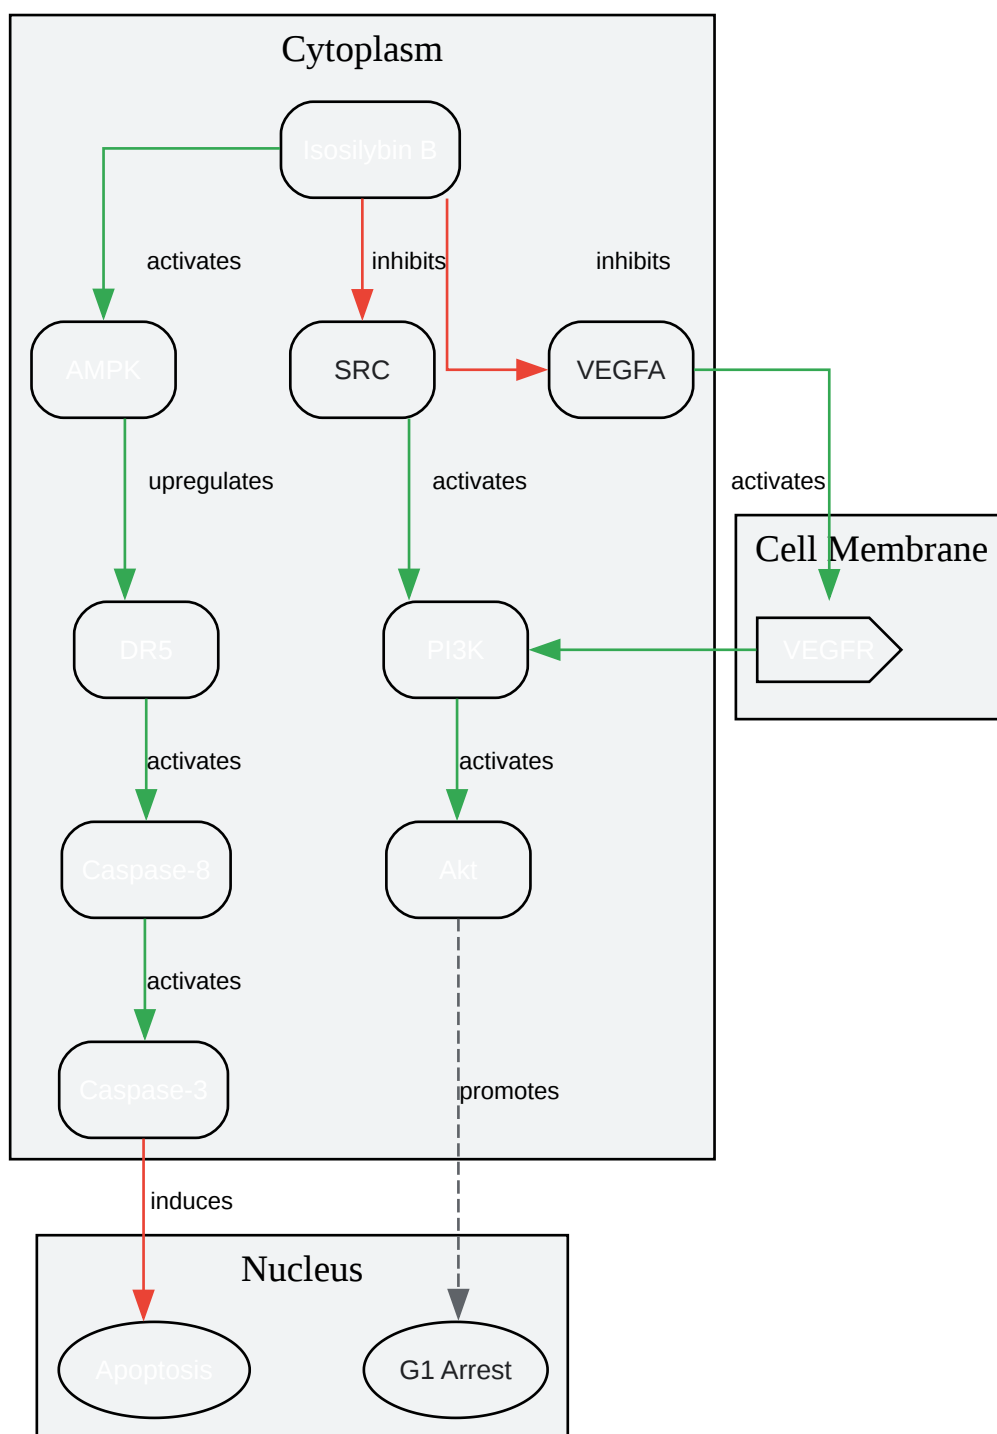 Cytoplasm
Isosilybin B
activates
inhibits
inhibits
AMPK
SRC
VEGFA
upregulates
activates
activates
Cell Membrane
DR5
PI3K
VEGFR
activates
activates
Caspase-8
Akt
activates
Caspase-3
promotes
induces
Nucleus
Apoptosis
G1 Arrest